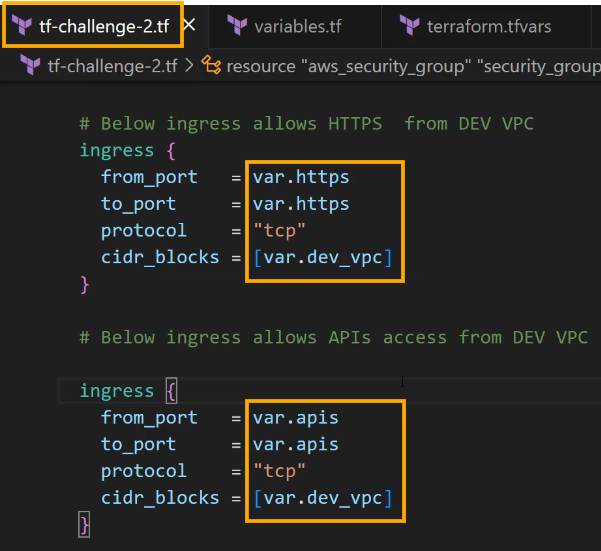 tf-challenge-2.tf × variables.tf terraform.tfvars
tf-challenge-2.tf > resource "aws_security_group" "security_group
# Below ingress allows HTTPS  from DEV VPC
ingress {
from_port = var.https
to_port = var.https
protocol = "tcp"
cidr_blocks = [var.dev_vpc]
}
# Below ingress allows APIs access from DEV VPC
ingress {
from_port = var.apis
to_port = var.apis
protocol = "tcp"
cidr_blocks = [var.dev_vpc]
}